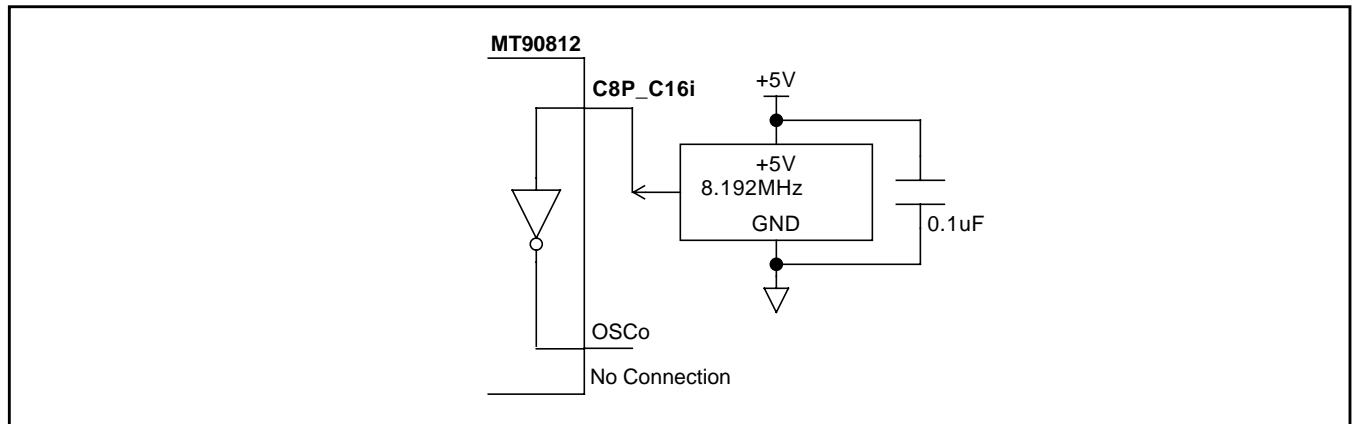 MT90812
C8P_C16i
+5V
+5V
8.192MHz
GND
0.1uF
OSCo
No Connection